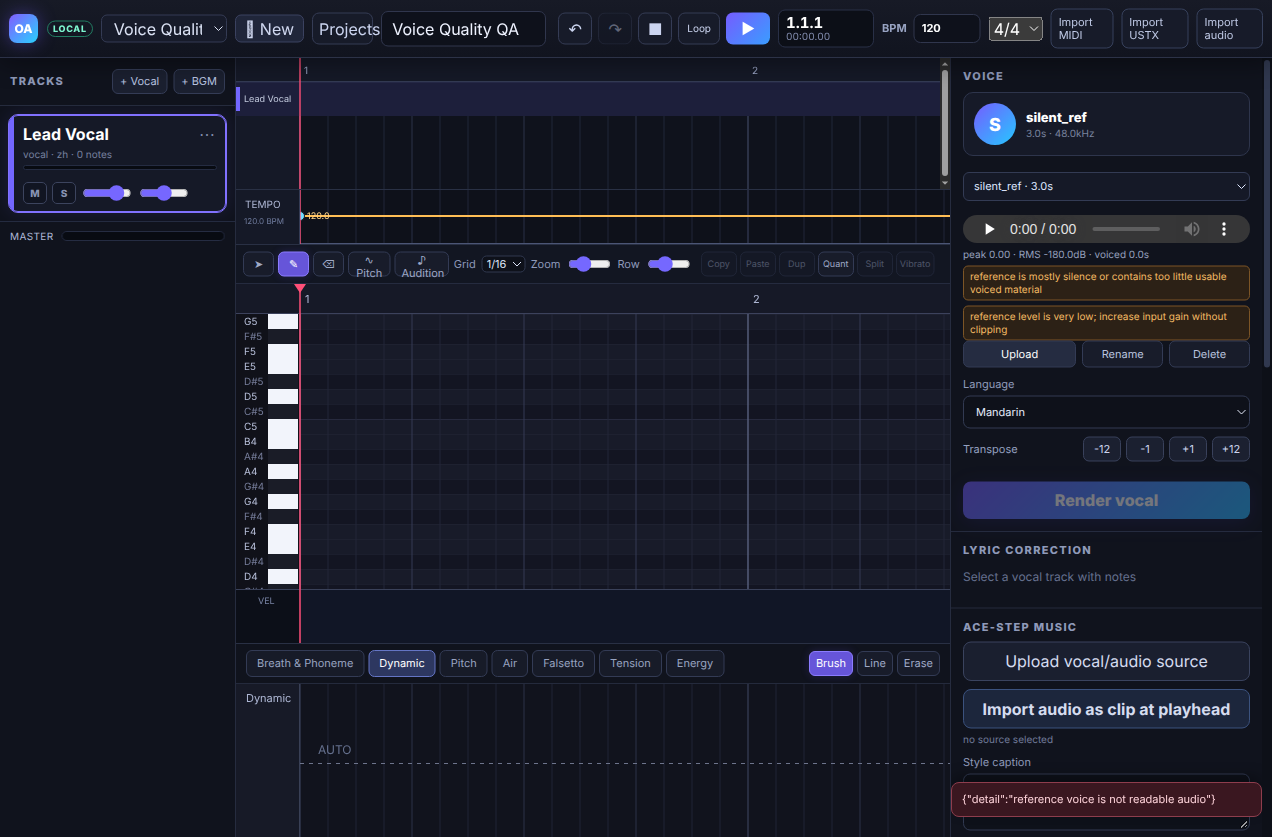 OA LOCAL Voice Qualit New Projects Voice Quality QA Loop 1.1.1 BPM 120 4/4 Import MIDI Import USTX Import audio
00:00.00
TRACKS + Vocal + BGM
Lead Vocal ...
vocal · zh · 0 notes
M S
MASTER
1 2
Lead Vocal
TEMPO
120.0 BPM
120.0
Pitch Audition Grid 1/16 Zoom Row Copy Paste Dup Quant Split Vibrato
1 2
G5
F#5
F5
E5
D#5
D5
C#5
C5
B4
A#4
A4
G#4
G4
F#4
F4
E4
D#4
D4
VEL
Breath & Phoneme Dynamic Pitch Air Falsetto Tension Energy Brush Line Erase
Dynamic
AUTO
VOICE
S silent_ref
3.0s · 48.0kHz
silent_ref · 3.0s
0:00 / 0:00
peak 0.00 · RMS -180.0dB · voiced 0.0s
reference is mostly silence or contains too little usable
voiced material
reference level is very low; increase input gain without
clipping
Upload Rename Delete
Language
Mandarin
Transpose -12 -1 +1 +12
Render vocal
LYRIC CORRECTION
Select a vocal track with notes
ACE-STEP MUSIC
Upload vocal/audio source
Import audio as clip at playhead
no source selected
Style caption
{"detail":"reference voice is not readable audio"}